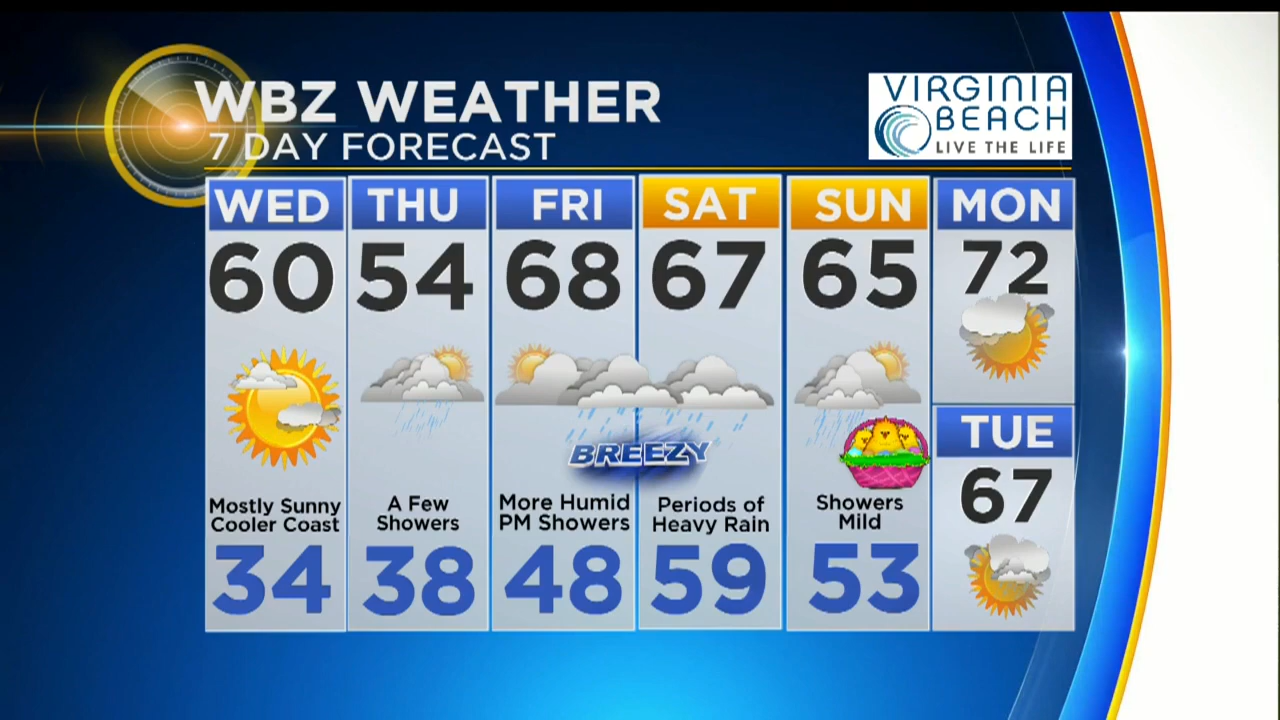 WBZ WEATHER
7 DAY FORECAST
VIRGINIA
BEACH
LIVE THE LIFE
WED
60
Mostly Sunny
Cooler Coast
34
THU
54
A Few
Showers
38
FRI
68
More Humid
PM Showers
48
BREEZY
SAT
67
Periods of
Heavy Rain
59
SUN
65
Showers
Mild
53
MON
72
TUE
67